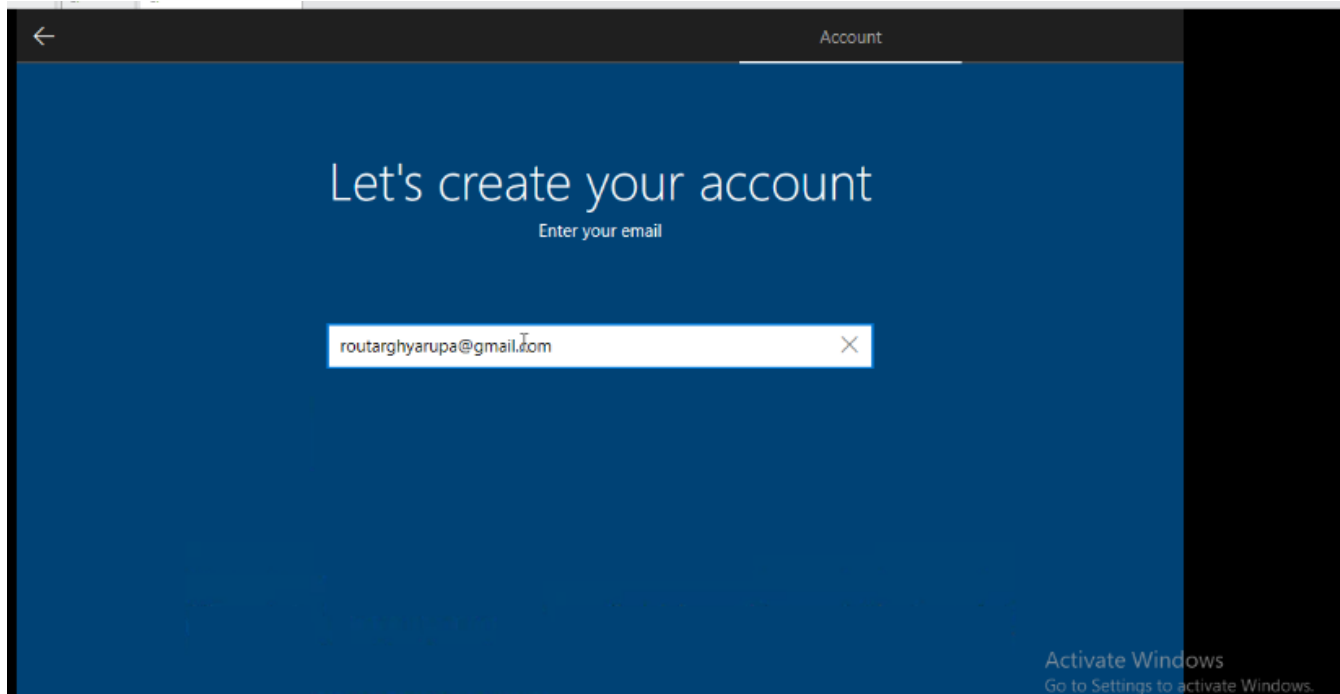 Account
Let's create your account
Enter your email
routarghyarupa@gmail.com
Activate Windows
Go to Settings to activate Windows.